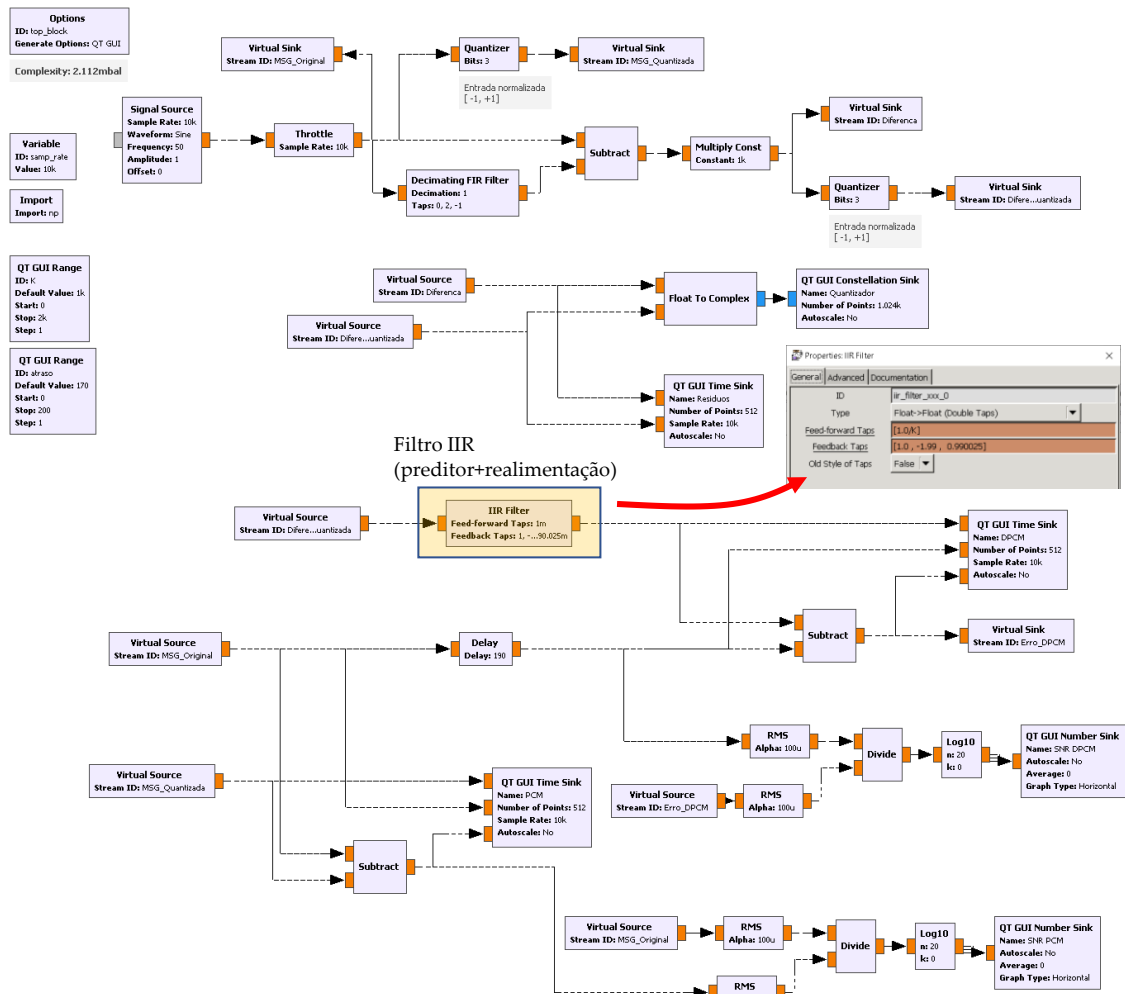 Options
ID: top_block
Generate Options: QT GUI
Complexity: 2.112mbal
Variable
ID: samp_rate
Value: 10k
Import
Import: np
Signal Source
Sample Rate: 10k
Waveform: Sine
Frequency: 50
Amplitude: 1
Offset: 0
Virtual Sink
Stream ID: MSG_Original
Throttle
Sample Rate: 10k
Quantizer
Bits: 3
Entrada normalizada
[ -1, +1]
Virtual Sink
Stream ID: MSG_Quantizada
Decimating FIR Filter
Decimation: 1
Taps: 0, 2, -1
Subtract
Multiply Const
Constant: 1k
Virtual Sink
Stream ID: Diferenca
Quantizer
Bits: 3
Entrada normalizada
[ -1, +1]
Virtual Sink
Stream ID: Difere...uantizada
QT GUI Range
ID: K
Default Value: 1k
Start: 0
Stop: 2k
Step: 1
QT GUI Range
ID: atraso
Default Value: 170
Start: 0
Stop: 200
Step: 1
Virtual Source
Stream ID: Diferenca
Virtual Source
Stream ID: Difere...uantizada
Float To Complex
QT GUI Constellation Sink
Name: Quantizador
Number of Points: 1.024k
Autoscale: No
QT GUI Time Sink
Name: Residuos
Number of Points: 512
Sample Rate: 10k
Autoscale: No
Properties: IIR Filter
General Advanced Documentation
ID iir_filter_xxx_0
Type Float->Float (Double Taps)
Feed-forward Taps [1.0/K]
Feedback Taps [1.0 , -1.99 , 0.990025]
Old Style of Taps False
Filtro IIR
(preditor+realimentação)
Virtual Source
Stream ID: Difere...uantizada
IIR Filter
Feed-forward Taps: 1m
Feedback Taps: 1, -...90.025m
QT GUI Time Sink
Name: DPCM
Number of Points: 512
Sample Rate: 10k
Autoscale: No
Virtual Source
Stream ID: MSG_Original
Delay
Delay: 190
Subtract
Virtual Sink
Stream ID: Erro_DPCM
RMS
Alpha: 100u
Divide
Log10
n: 20
k: 0
QT GUI Number Sink
Name: SNR DPCM
Autoscale: No
Average: 0
Graph Type: Horizontal
Virtual Source
Stream ID: Erro_DPCM
RMS
Alpha: 100u
Virtual Source
Stream ID: MSG_Quantizada
QT GUI Time Sink
Name: PCM
Number of Points: 512
Sample Rate: 10k
Autoscale: No
Subtract
Virtual Source
Stream ID: MSG_Original
RMS
Alpha: 100u
Divide
Log10
n: 20
k: 0
QT GUI Number Sink
Name: SNR PCM
Autoscale: No
Average: 0
Graph Type: Horizontal
RMS